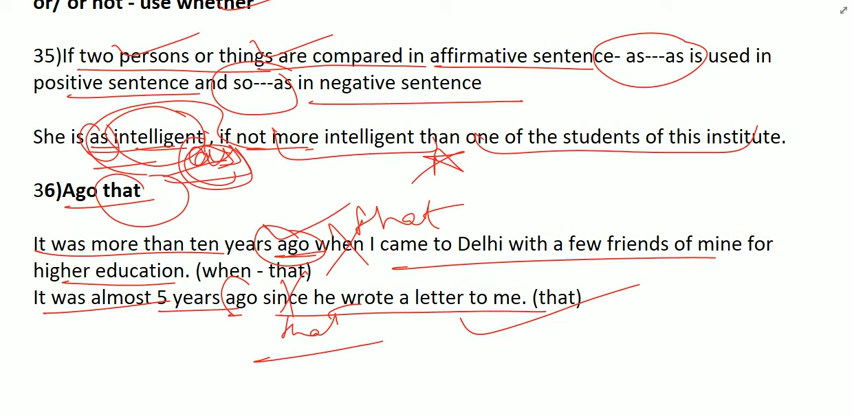 or/ or not - use whether
35)If two persons or things are compared in affirmative sentence- as---as is used in
positive sentence and so---as in negative sentence
She is as intelligent, if not more intelligent than one of the students of this institute.
as
36)Ago that
that
It was more than ten years ago when I came to Delhi with a few friends of mine for
higher education. (when - that)
It was almost 5 years ago since he wrote a letter to me. (that)
that